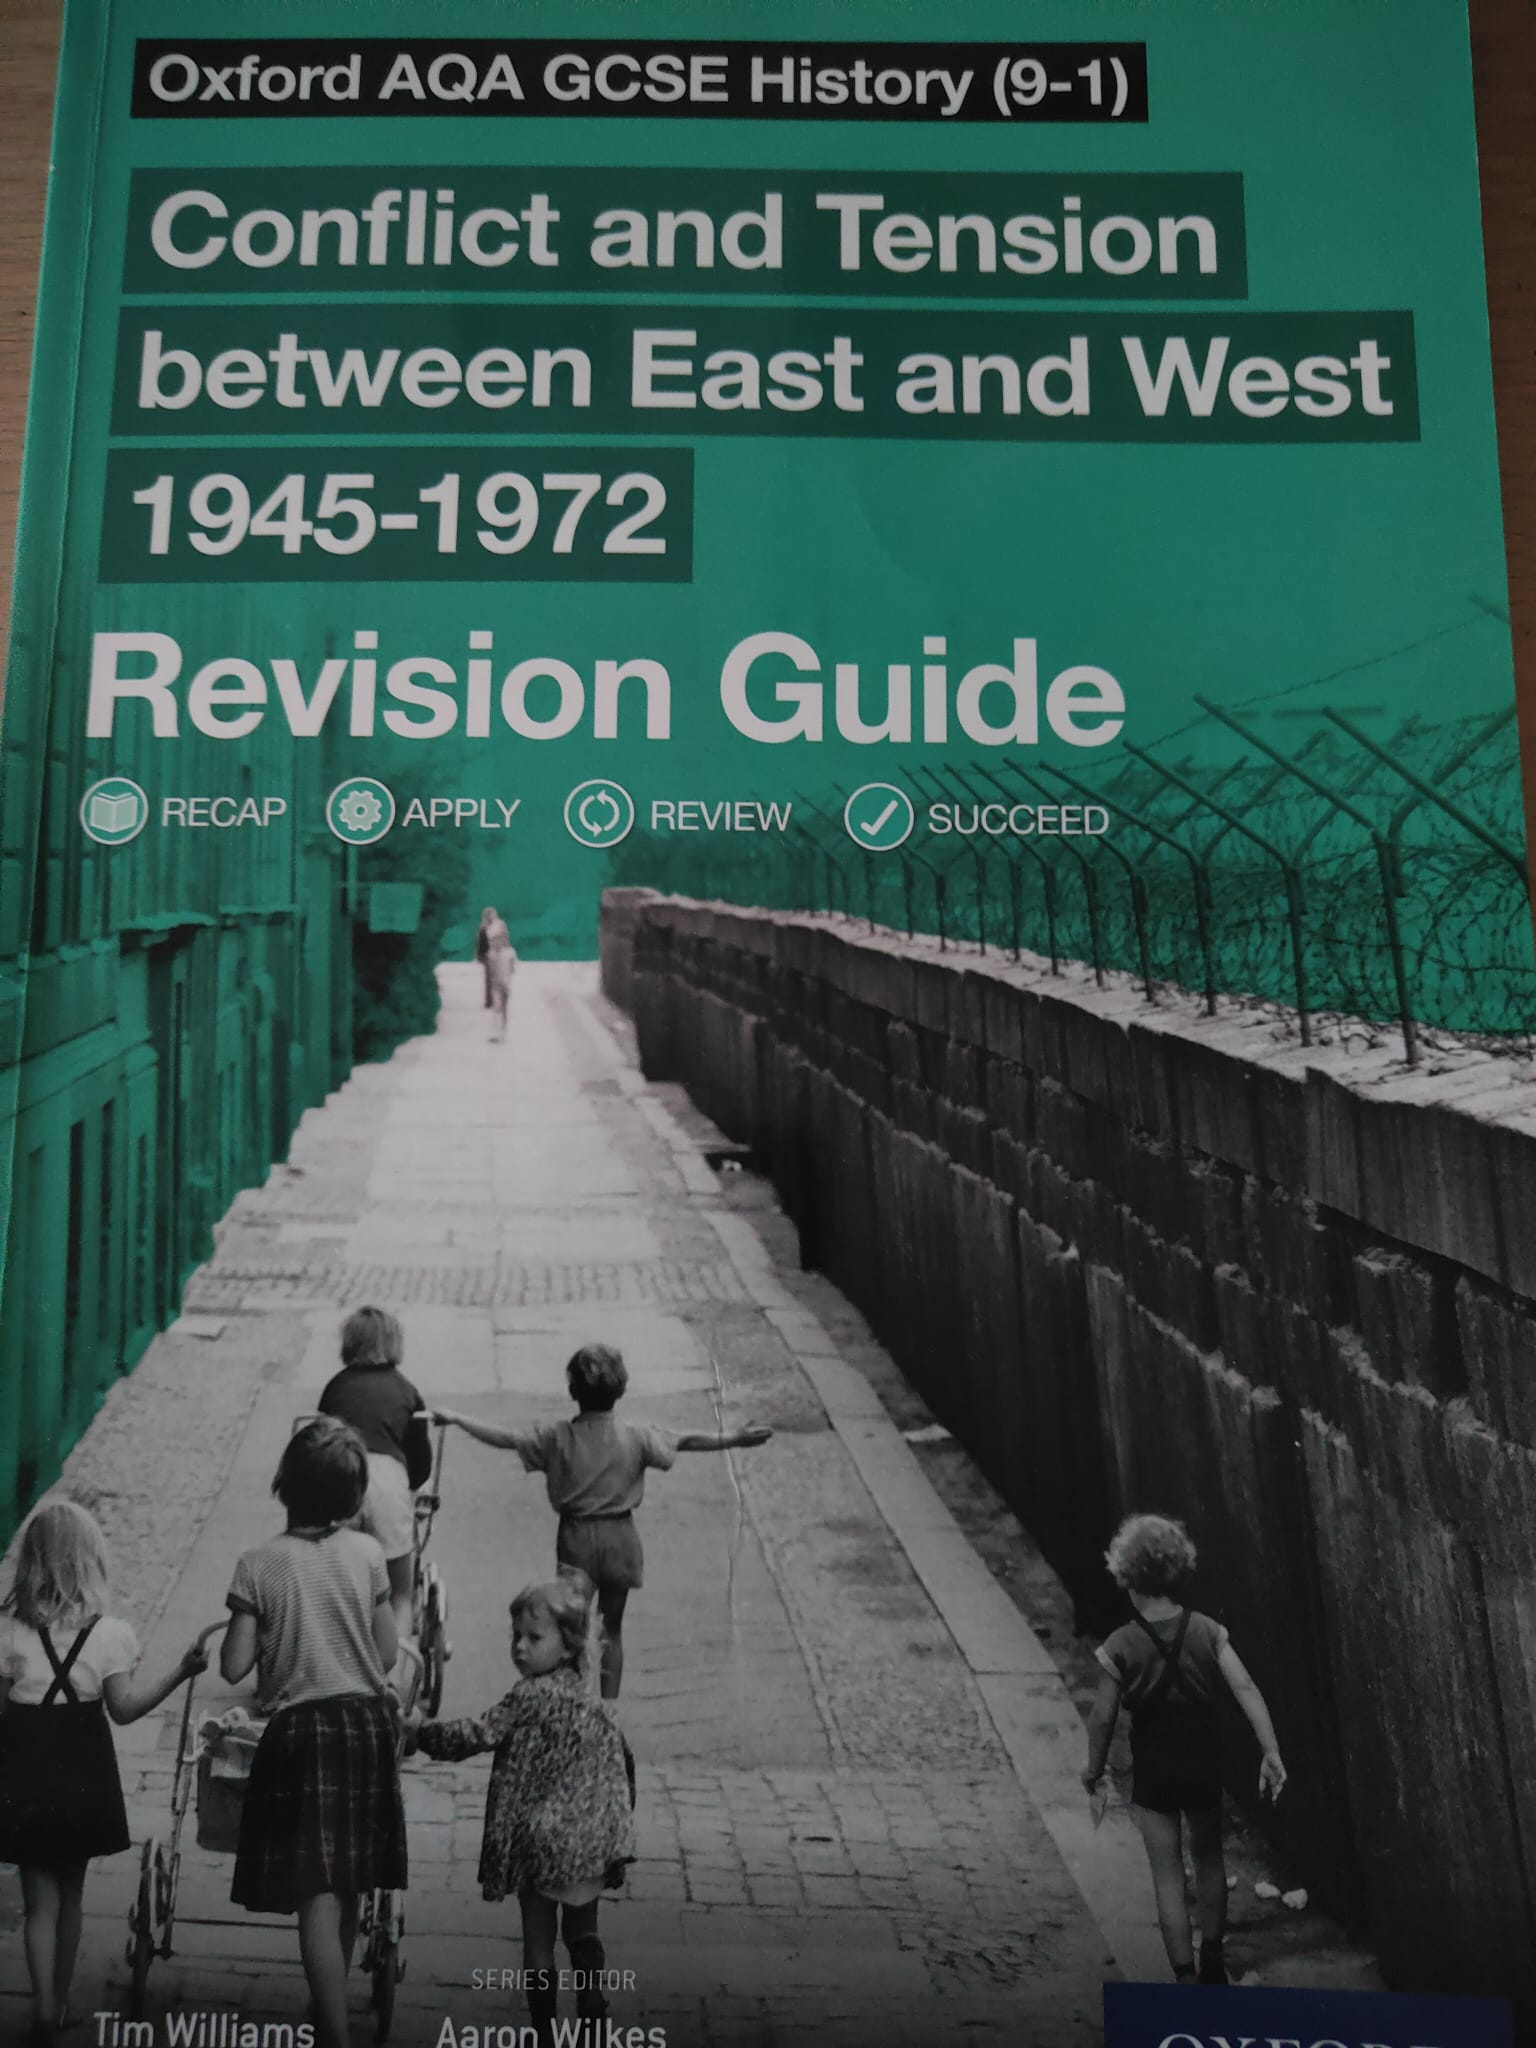 Oxford AQA GCSE History (9-1)
Conflict and Tension
between East and West
1945-1972
Revision Guide
RECAP APPLY REVIEW SUCCEED
SERIES EDITOR
Tim Williams Aaron Wilkes
OXFORD